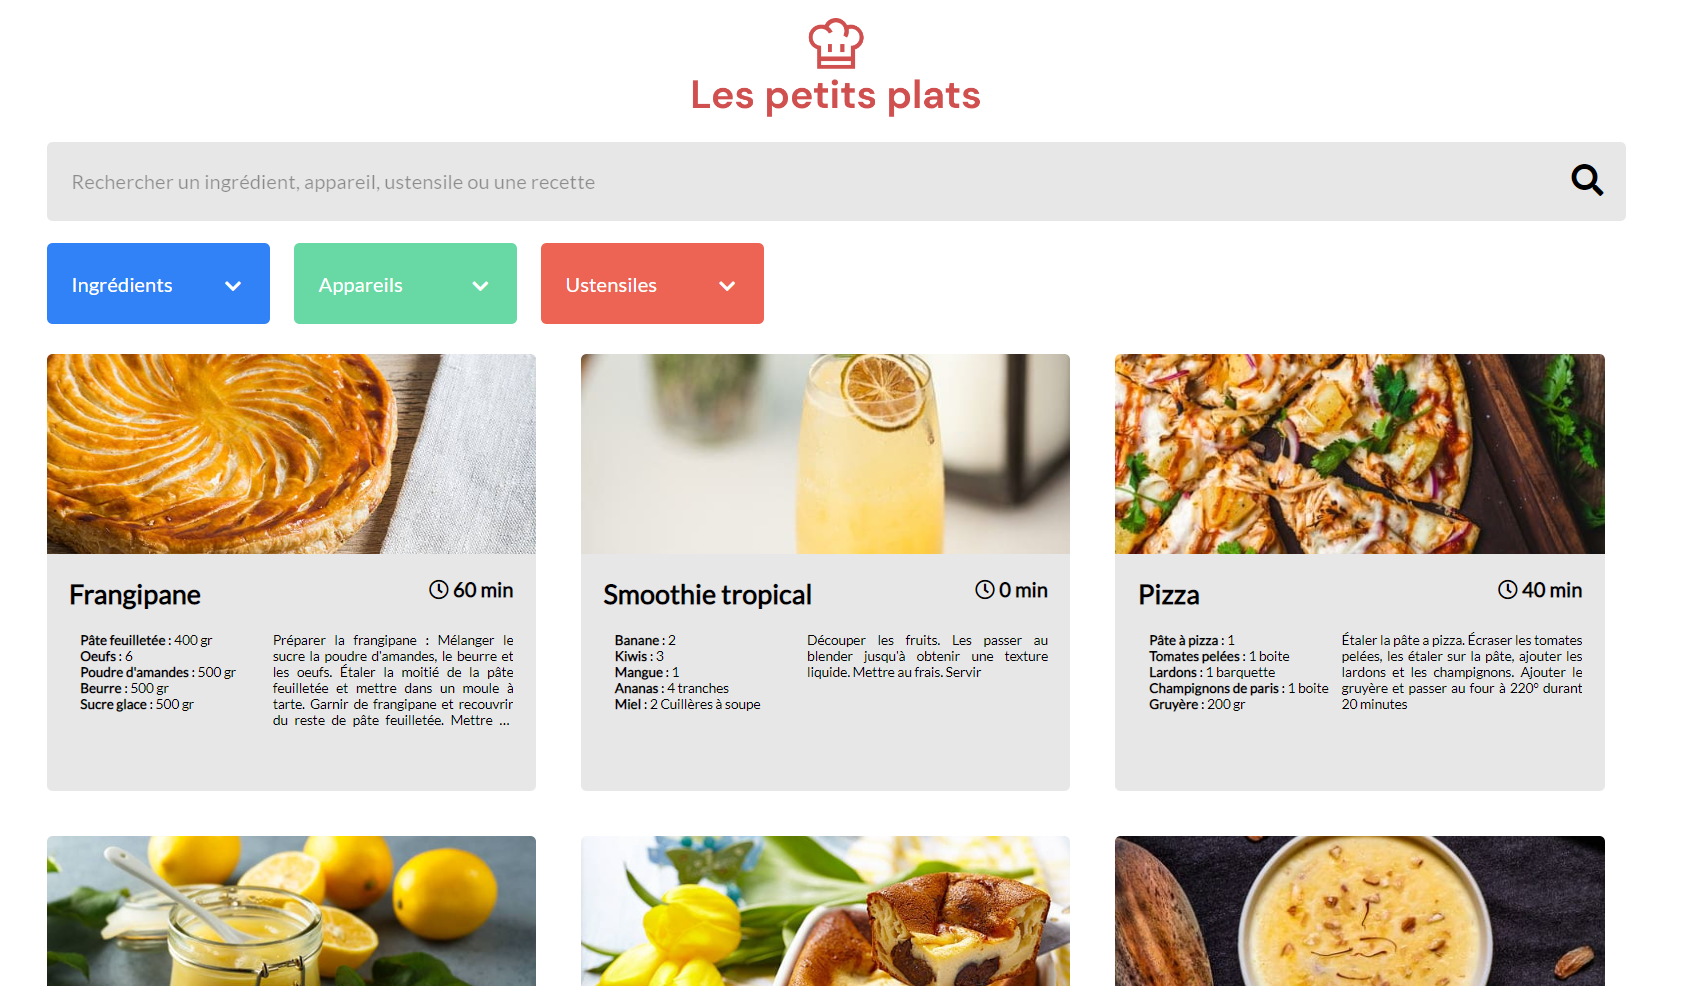 Les petits plats
Rechercher un ingrédient, appareil, ustensile ou une recette
Ingrédients
Appareils
Ustensiles
Frangipane
60 min
Pâte feuilletée : 400 gr
Oeufs : 6
Poudre d'amandes : 500 gr
Beurre : 500 gr
Sucre glace : 500 gr
Préparer la frangipane : Mélanger le
sucre la poudre d'amandes, le beurre et
les oeufs. Étaler la moitié de la pâte
feuilletée et mettre dans un moule à
tarte. Garnir de frangipane et recouvrir
du reste de pâte feuilletée. Mettre ...
Smoothie tropical
0 min
Banane : 2
Kiwis : 3
Mangue : 1
Ananas : 4 tranches
Miel : 2 Cuillères à soupe
Découper les fruits. Les passer au
blender jusqu'à obtenir une texture
liquide. Mettre au frais. Servir
Pizza
40 min
Pâte à pizza : 1
Tomates pelées : 1 boite
Lardons : 1 barquette
Champignons de paris : 1 boite
Gruyère : 200 gr
Étaler la pâte a pizza. Écraser les tomates
pelées, les étaler sur la pâte, ajouter les
lardons et les champignons. Ajouter le
gruyère et passer au four à 220° durant
20 minutes